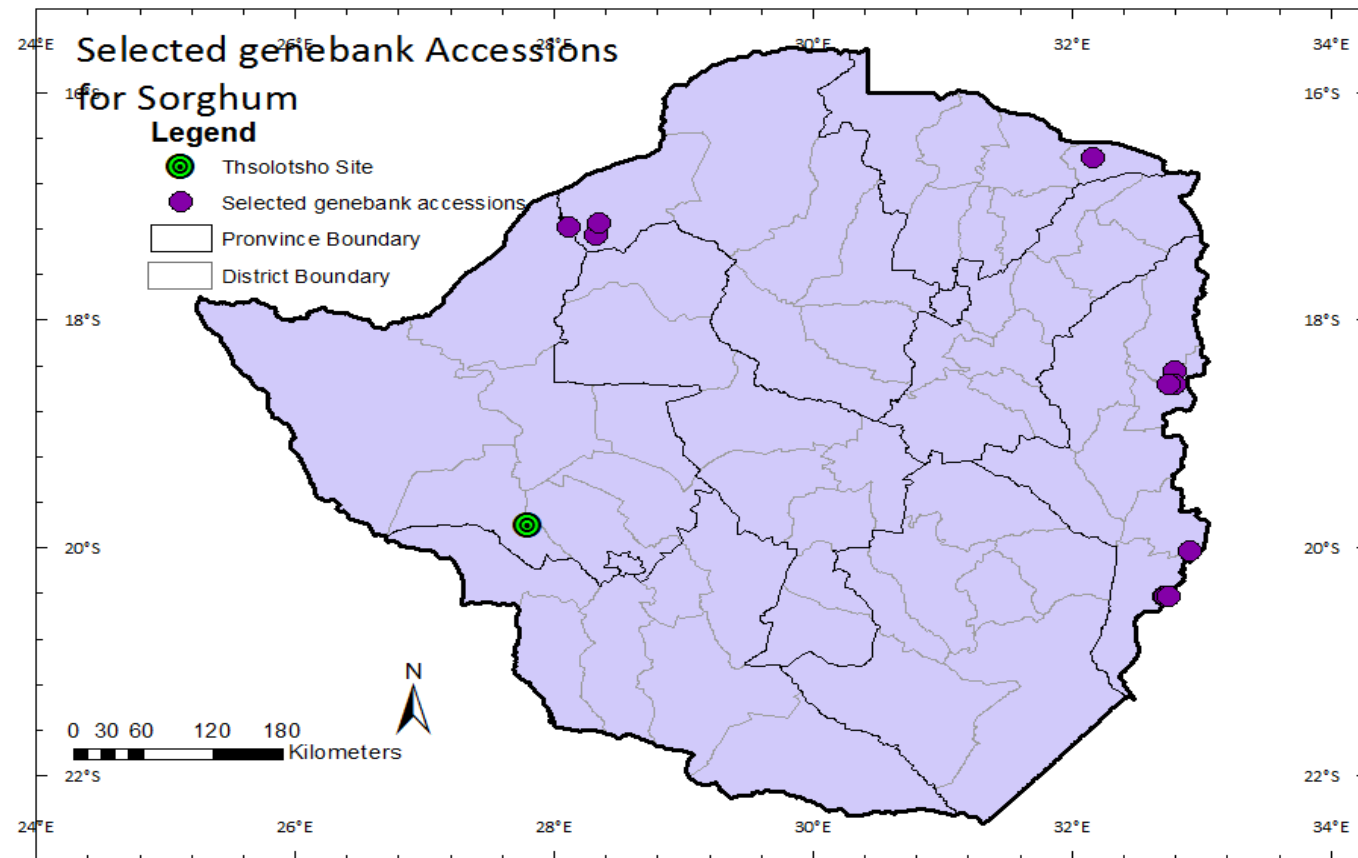 24°E 26°E 28°E 30°E 32°E 34°E
Selected genebank Accessions
for Sorghum
16°S 16°S
Legend
Thsolotsho Site
Selected genebank accessions
Pronvince Boundary
District Boundary
18°S 18°S
20°S 20°S
N
0 30 60 120 180
Kilometers
22°S 22°S
24°E 26°E 28°E 30°E 32°E 34°E